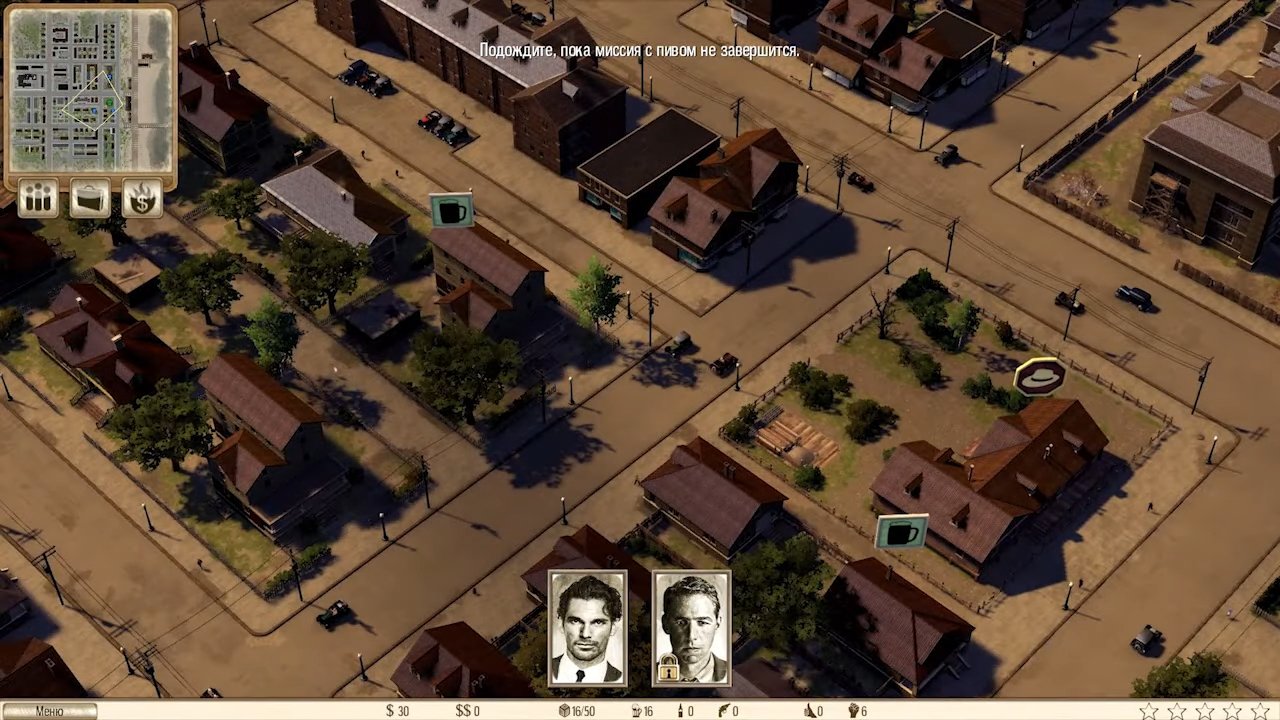 Подождите, пока миссия с пивом не завершится.
Меню $ 30 $$ 0 16/50 16 0 0 0 6